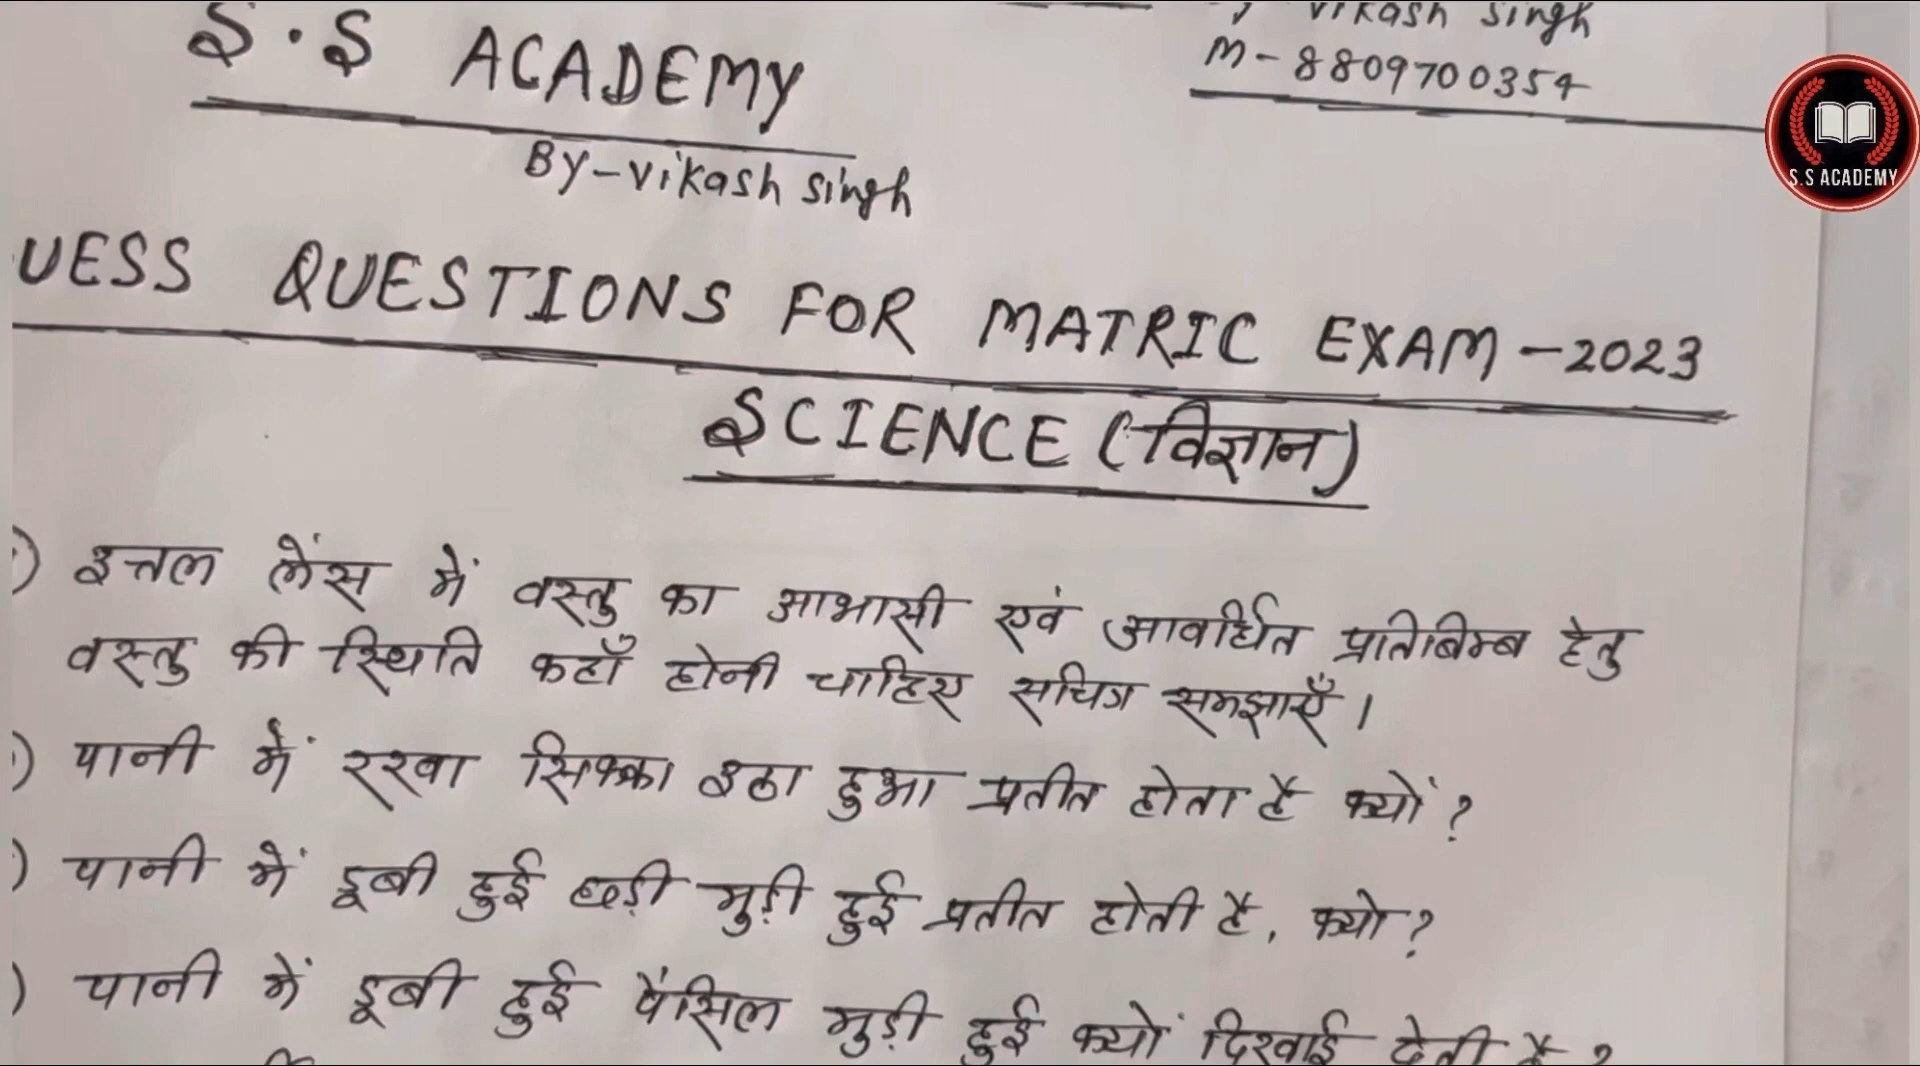 S.S ACADEMY
By-Vikash Singh
Vikash Singh
M-8809700354
S.S ACADEMY
UESS QUESTIONS FOR MATRIC EXAM-2023
SCIENCE (विज्ञान)
) उत्तल लेंस में वस्तु का आभासी एवं आवर्धित प्रतिबिम्ब हेतु
वस्तु की स्थिति कहाँ होनी चाहिए सचित्र समझाएँ।
) पानी में रखा सिक्का उठा हुआ प्रतीत होता है क्यों?
) पानी में डूबी हुई छड़ी मुड़ी हुई प्रतीत होती है, क्यो?
) पानी में डूबी हुई पेंसिल मुड़ी हुई क्यों दिखाई देती है?